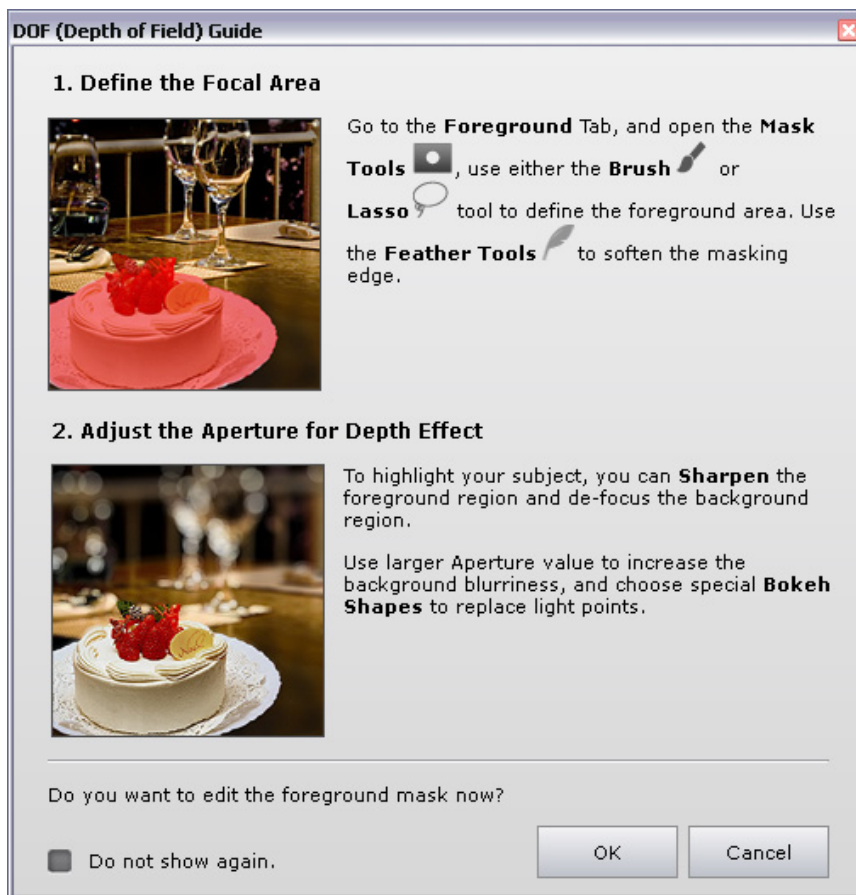 DOF (Depth of Field) Guide
1. Define the Focal Area
Go to the Foreground Tab, and open the Mask
Tools , use either the Brush or
Lasso tool to define the foreground area. Use
the Feather Tools to soften the masking
edge.
2. Adjust the Aperture for Depth Effect
To highlight your subject, you can Sharpen the
foreground region and de-focus the background
region.
Use larger Aperture value to increase the
background blurriness, and choose special Bokeh
Shapes to replace light points.
Do you want to edit the foreground mask now?
Do not show again.
OK
Cancel